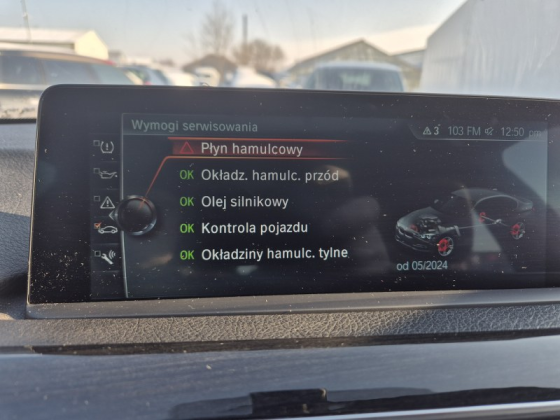 Wymogi serwisowania
3 103 FM 12:50 pm
Płyn hamulcowy
OK Okładz. hamulc. przód
OK Olej silnikowy
OK Kontrola pojazdu
OK Okładziny hamulc. tylne
od 05/2024